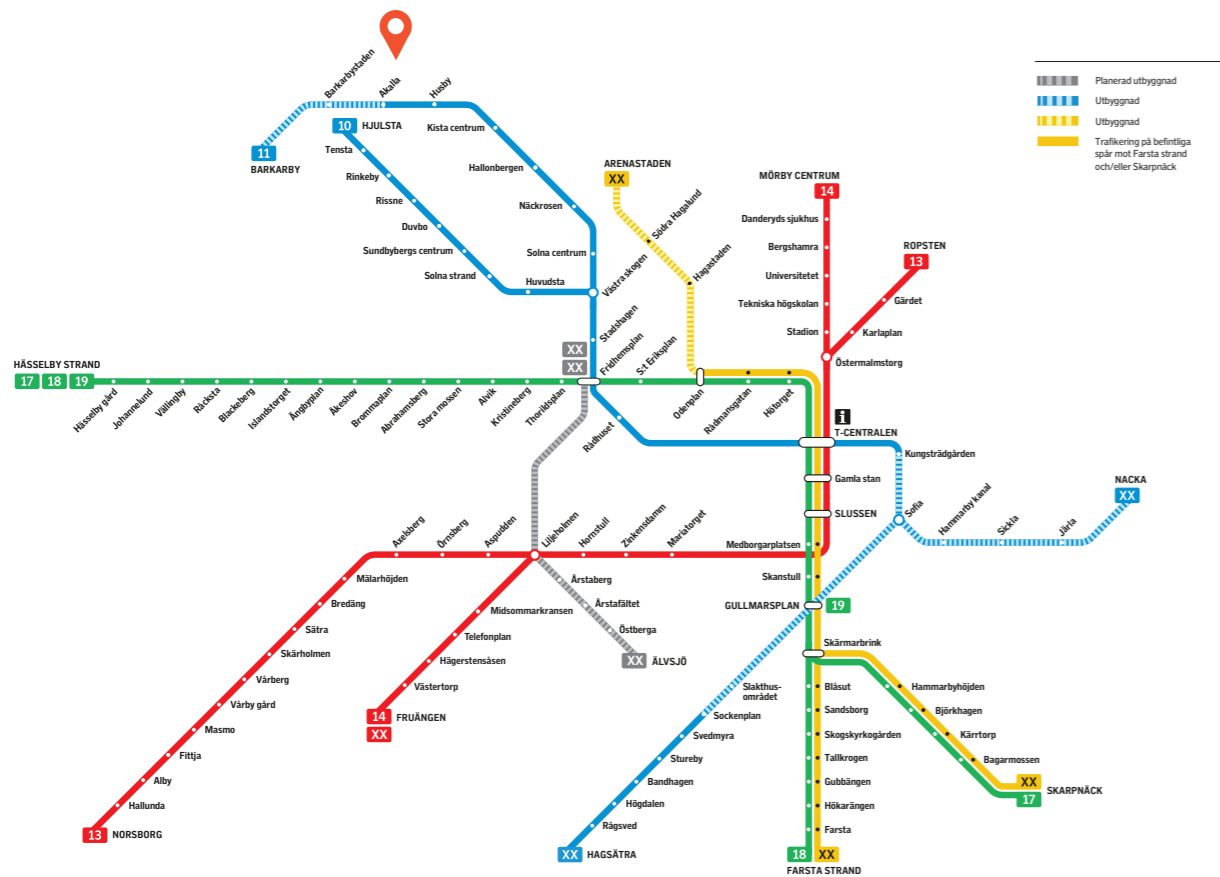 Planerad utbyggnad
Utbyggnad
Utbyggnad
Trafikering på befintliga
spår mot Farsta strand
och/eller Skarpnäck
Barkarbystaden
Akalla
Husby
11
BARKARBY
10 HJULSTA
Kista centrum
Tensta
Hallonbergen
Rinkeby
Rissne
Näckrosen
Duvbo
Sundbybergs centrum
Solna centrum
Solna strand
Huvudsta
Västra skogen
Stadshagen
XX
XX
Fridhemsplan
ARENASTADEN
XX
Södra Hagalund
Hagastaden
MÖRBY CENTRUM
14
Danderyds sjukhus
Bergshamra
Universitetet
Tekniska högskolan
Stadion
ROPSTEN
13
Gärdet
Karlaplan
Östermalmstorg
HÄSSELBY STRAND
17 18 19
Hässelby gård
Johannelund
Vällingby
Råcksta
Blackeberg
Islandstorget
Ängbyplan
Åkeshov
Brommaplan
Abrahamsberg
Stora mossen
Alvik
Kristineberg
Thorildsplan
S:t Eriksplan
Odenplan
Rådmansgatan
Hötorget
Rådhuset
i
T-CENTRALEN
Kungsträdgården
Gamla stan
SLUSSEN
Sofia
Hammarby kanal
Sickla
Järla
NACKA
XX
Axelsberg
Örnsberg
Aspudden
Liljeholmen
Hornstull
Zinkensdamm
Mariatorget
Medborgarplatsen
Skanstull
GULLMARSPLAN
19
Skärmarbrink
Mälarhöjden
Bredäng
Sätra
Skärholmen
Vårberg
Vårby gård
Masmo
Fittja
Alby
Hallunda
13 NORSBORG
Midsommarkransen
Telefonplan
Hägerstensåsen
Västertorp
14
FRUÄNGEN
XX
Årstaberg
Årstafältet
Östberga
XX ÄLVSJÖ
Slakthus-
området
Sockenplan
Svedmyra
Stureby
Bandhagen
Högdalen
Rågsved
XX HAGSÄTRA
Blåsut
Sandsborg
Skogskyrkogården
Tallkrogen
Gubbängen
Hökarängen
Farsta
18 XX
FARSTA STRAND
Hammarbyhöjden
Björkhagen
Kärrtorp
Bagarmossen
XX
17
SKARPNÄCK